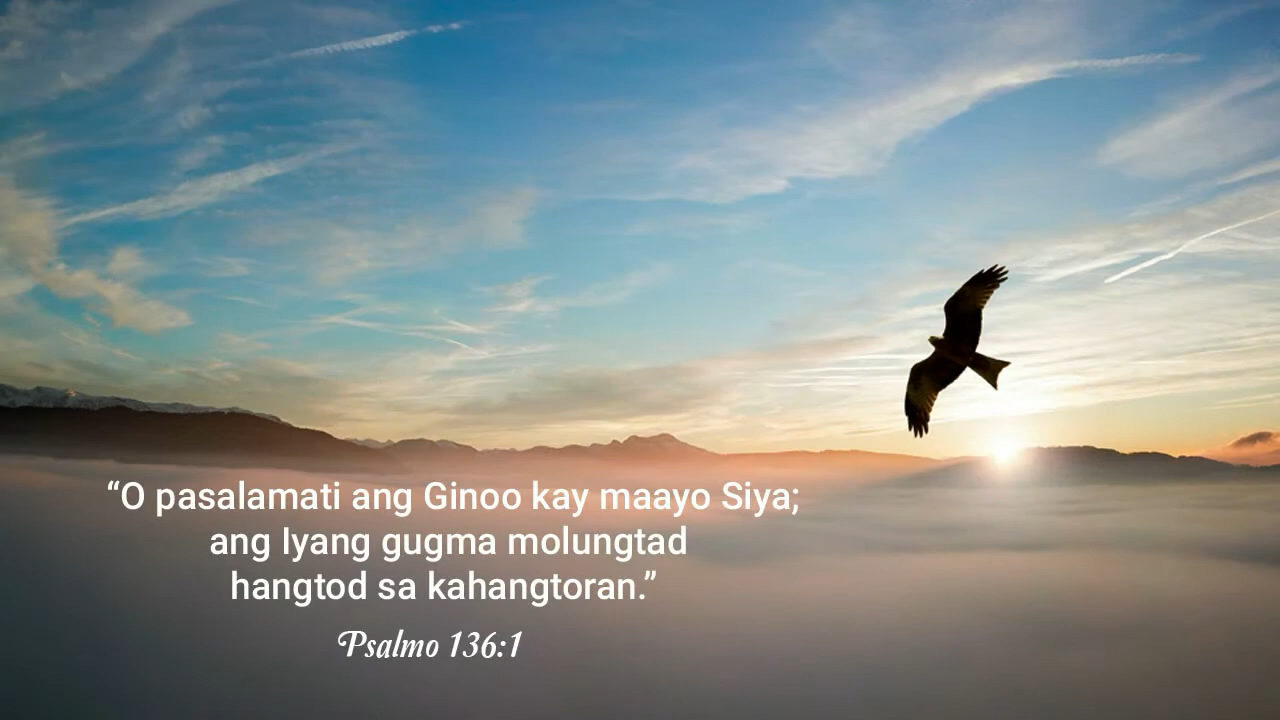 “O pasalamati ang Ginoo kay maayo Siya;
ang Iyang gugma molungtad
hangtod sa kahangtoran.”
Psalmo 136:1